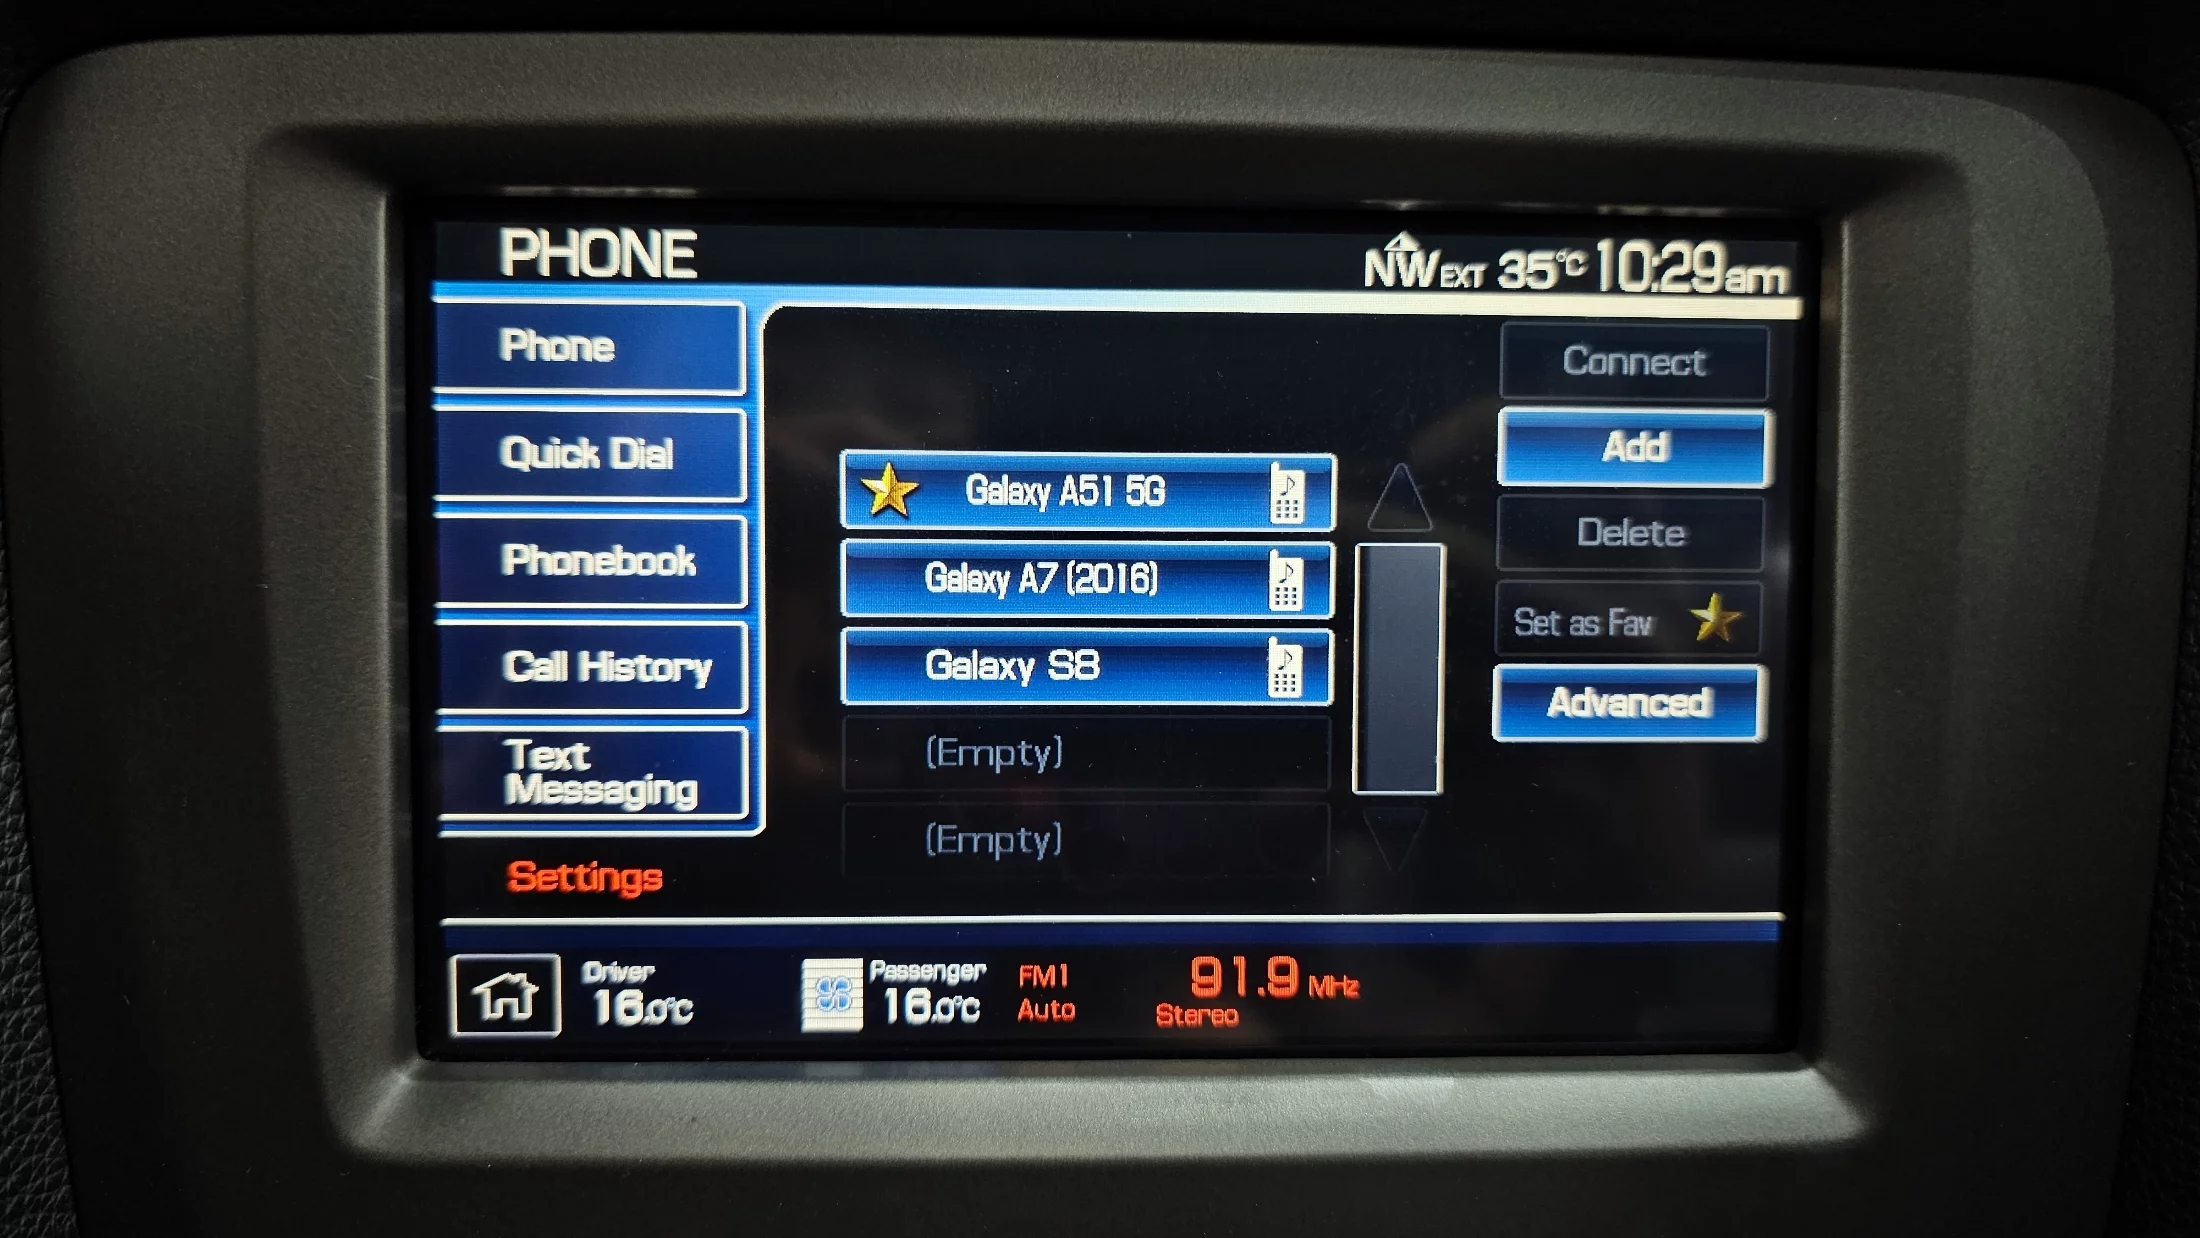 PHONE
NW EXT 35°C 10:29am
Phone
Quick Dial
Phonebook
Call History
Text
Messaging
Settings
Galaxy A51 5G
Galaxy A7 (2016)
Galaxy S8
(Empty)
(Empty)
Connect
Add
Delete
Set as Fav
Advanced
Driver
16.0°C
Passenger
16.0°C
FM1
Auto
91.9 MHz
Stereo